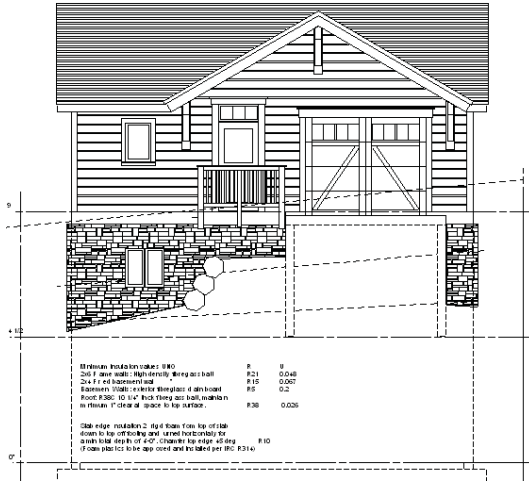 9'
4 1/2
Minimum Insulation values UNO R U
2x6 Frame walls: High density fiberglass batt R21 0.048
2x4 Furred basement wall " R15 0.067
Basement Walls: exterior fiberglass drain board R5 0.2
Roof: R38C 10 1/4" thick fiberglass batt, maintain
minimum 1" clear air space to top surface. R38 0.026
Slab edge insulation 2" rigid foam from top of slab
down to top of footing and turned horizontally for
a min total depth of 4'-0". Chamfer top edge 45 deg R10
(Foam plastics to be approved and installed per IRC R314)
0"